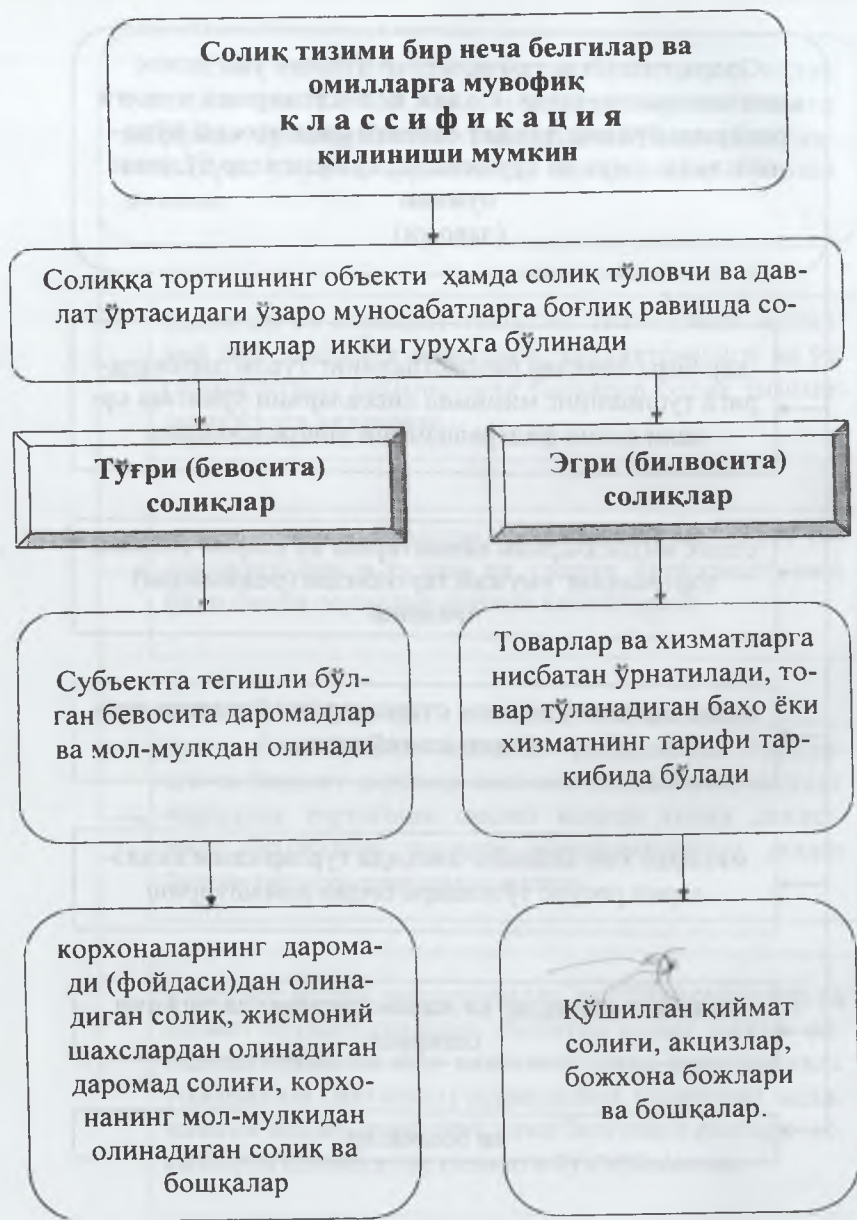 Солиқ тизими бир неча белгилар ва
омилларга мувофиқ
классификация
қилиниши мумкин
Солиққа тортишнинг объекти ҳамда солиқ тўловчи ва дав-
лат ўртасидаги ўзаро муносабатларга боғлиқ равишда со-
лиқлар икки гуруҳга бўлинади
Тўғри (бевосита)
солиқлар
Эгри (билвосита)
солиқлар
Субъектга тегишли бўл-
ган бевосита даромадлар
ва мол-мулкдан олинади
Товарлар ва хизматларга
нисбатан ўрнатилади, то-
вар тўланадиган баҳо ёки
хизматнинг тарифи тар-
кибида бўлади
корхоналарнинг дарома-
ди (фойдаси)дан олина-
диган солиқ, жисмоний
шахслардан олинадиган
даромад солиғи, корхо-
нанинг мол-мулкидан
олинадиган солиқ ва
бошқалар
Қўшилган қиймат
солиғи, акцизлар,
божхона божлари
ва бошқалар.